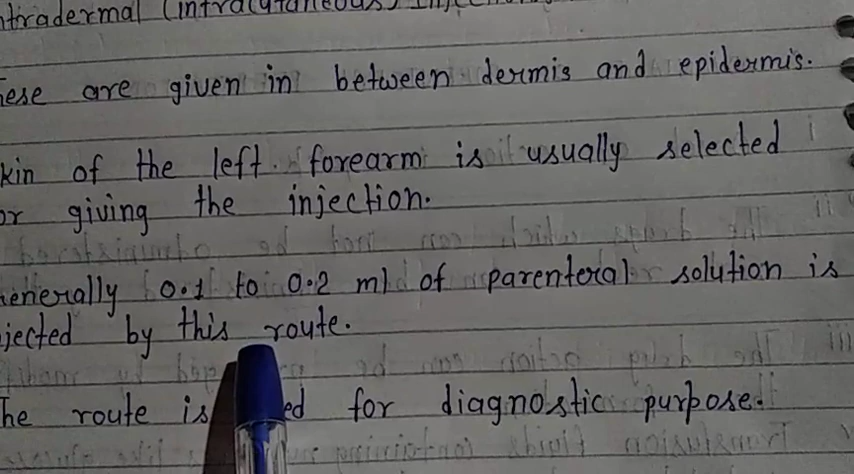 ntradermal (intracutaneous)
ese are given in between dermis and epidermis.
kin of the left forearm is usually selected
or giving the injection.
enerally 0.1 to 0.2 ml of parenteral solution is
jected by this route.
he route is ed for diagnostic purpose.